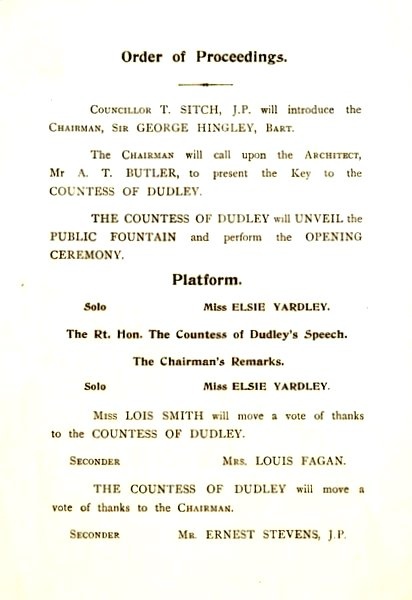 Order of Proceedings.
Councillor T. SITCH, J.P. will introduce the
Chairman, Sir GEORGE HINGLEY, Bart.
The Chairman will call upon the Architect,
Mr A. T. BUTLER, to present the Key to the
COUNTESS OF DUDLEY.
THE COUNTESS OF DUDLEY will UNVEIL the
PUBLIC FOUNTAIN and perform the OPENING
CEREMONY.
Platform.
Solo Miss ELSIE YARDLEY.
The Rt. Hon. The Countess of Dudley's Speech.
The Chairman's Remarks.
Solo Miss ELSIE YARDLEY.
Miss LOIS SMITH will move a vote of thanks
to the COUNTESS OF DUDLEY.
Seconder Mrs. LOUIS FAGAN.
THE COUNTESS OF DUDLEY will move a
vote of thanks to the Chairman.
Seconder Mr. ERNEST STEVENS, J.P.